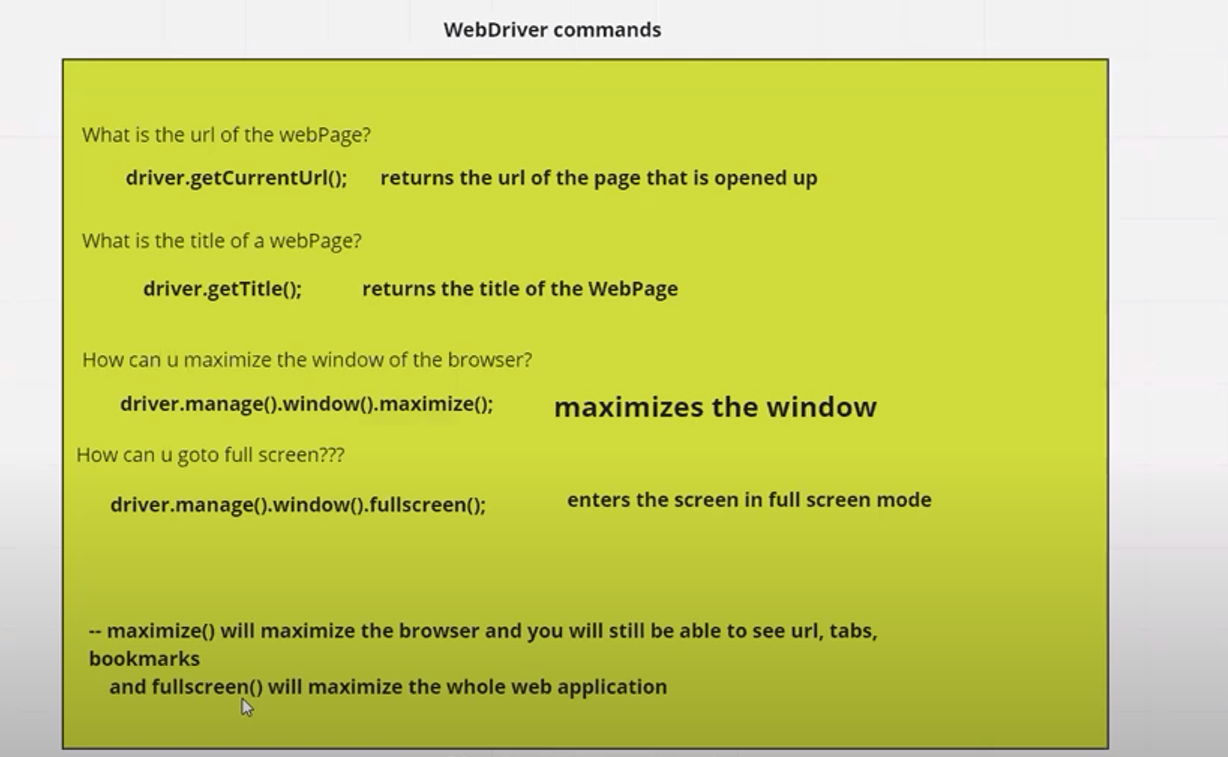 WebDriver commands
What is the url of the webPage?
driver.getCurrentUrl(); returns the url of the page that is opened up
What is the title of a webPage?
driver.getTitle(); returns the title of the WebPage
How can u maximize the window of the browser?
driver.manage().window().maximize(); maximizes the window
How can u goto full screen???
driver.manage().window().fullscreen(); enters the screen in full screen mode
-- maximize() will maximize the browser and you will still be able to see url, tabs,
bookmarks
and fullscreen() will maximize the whole web application